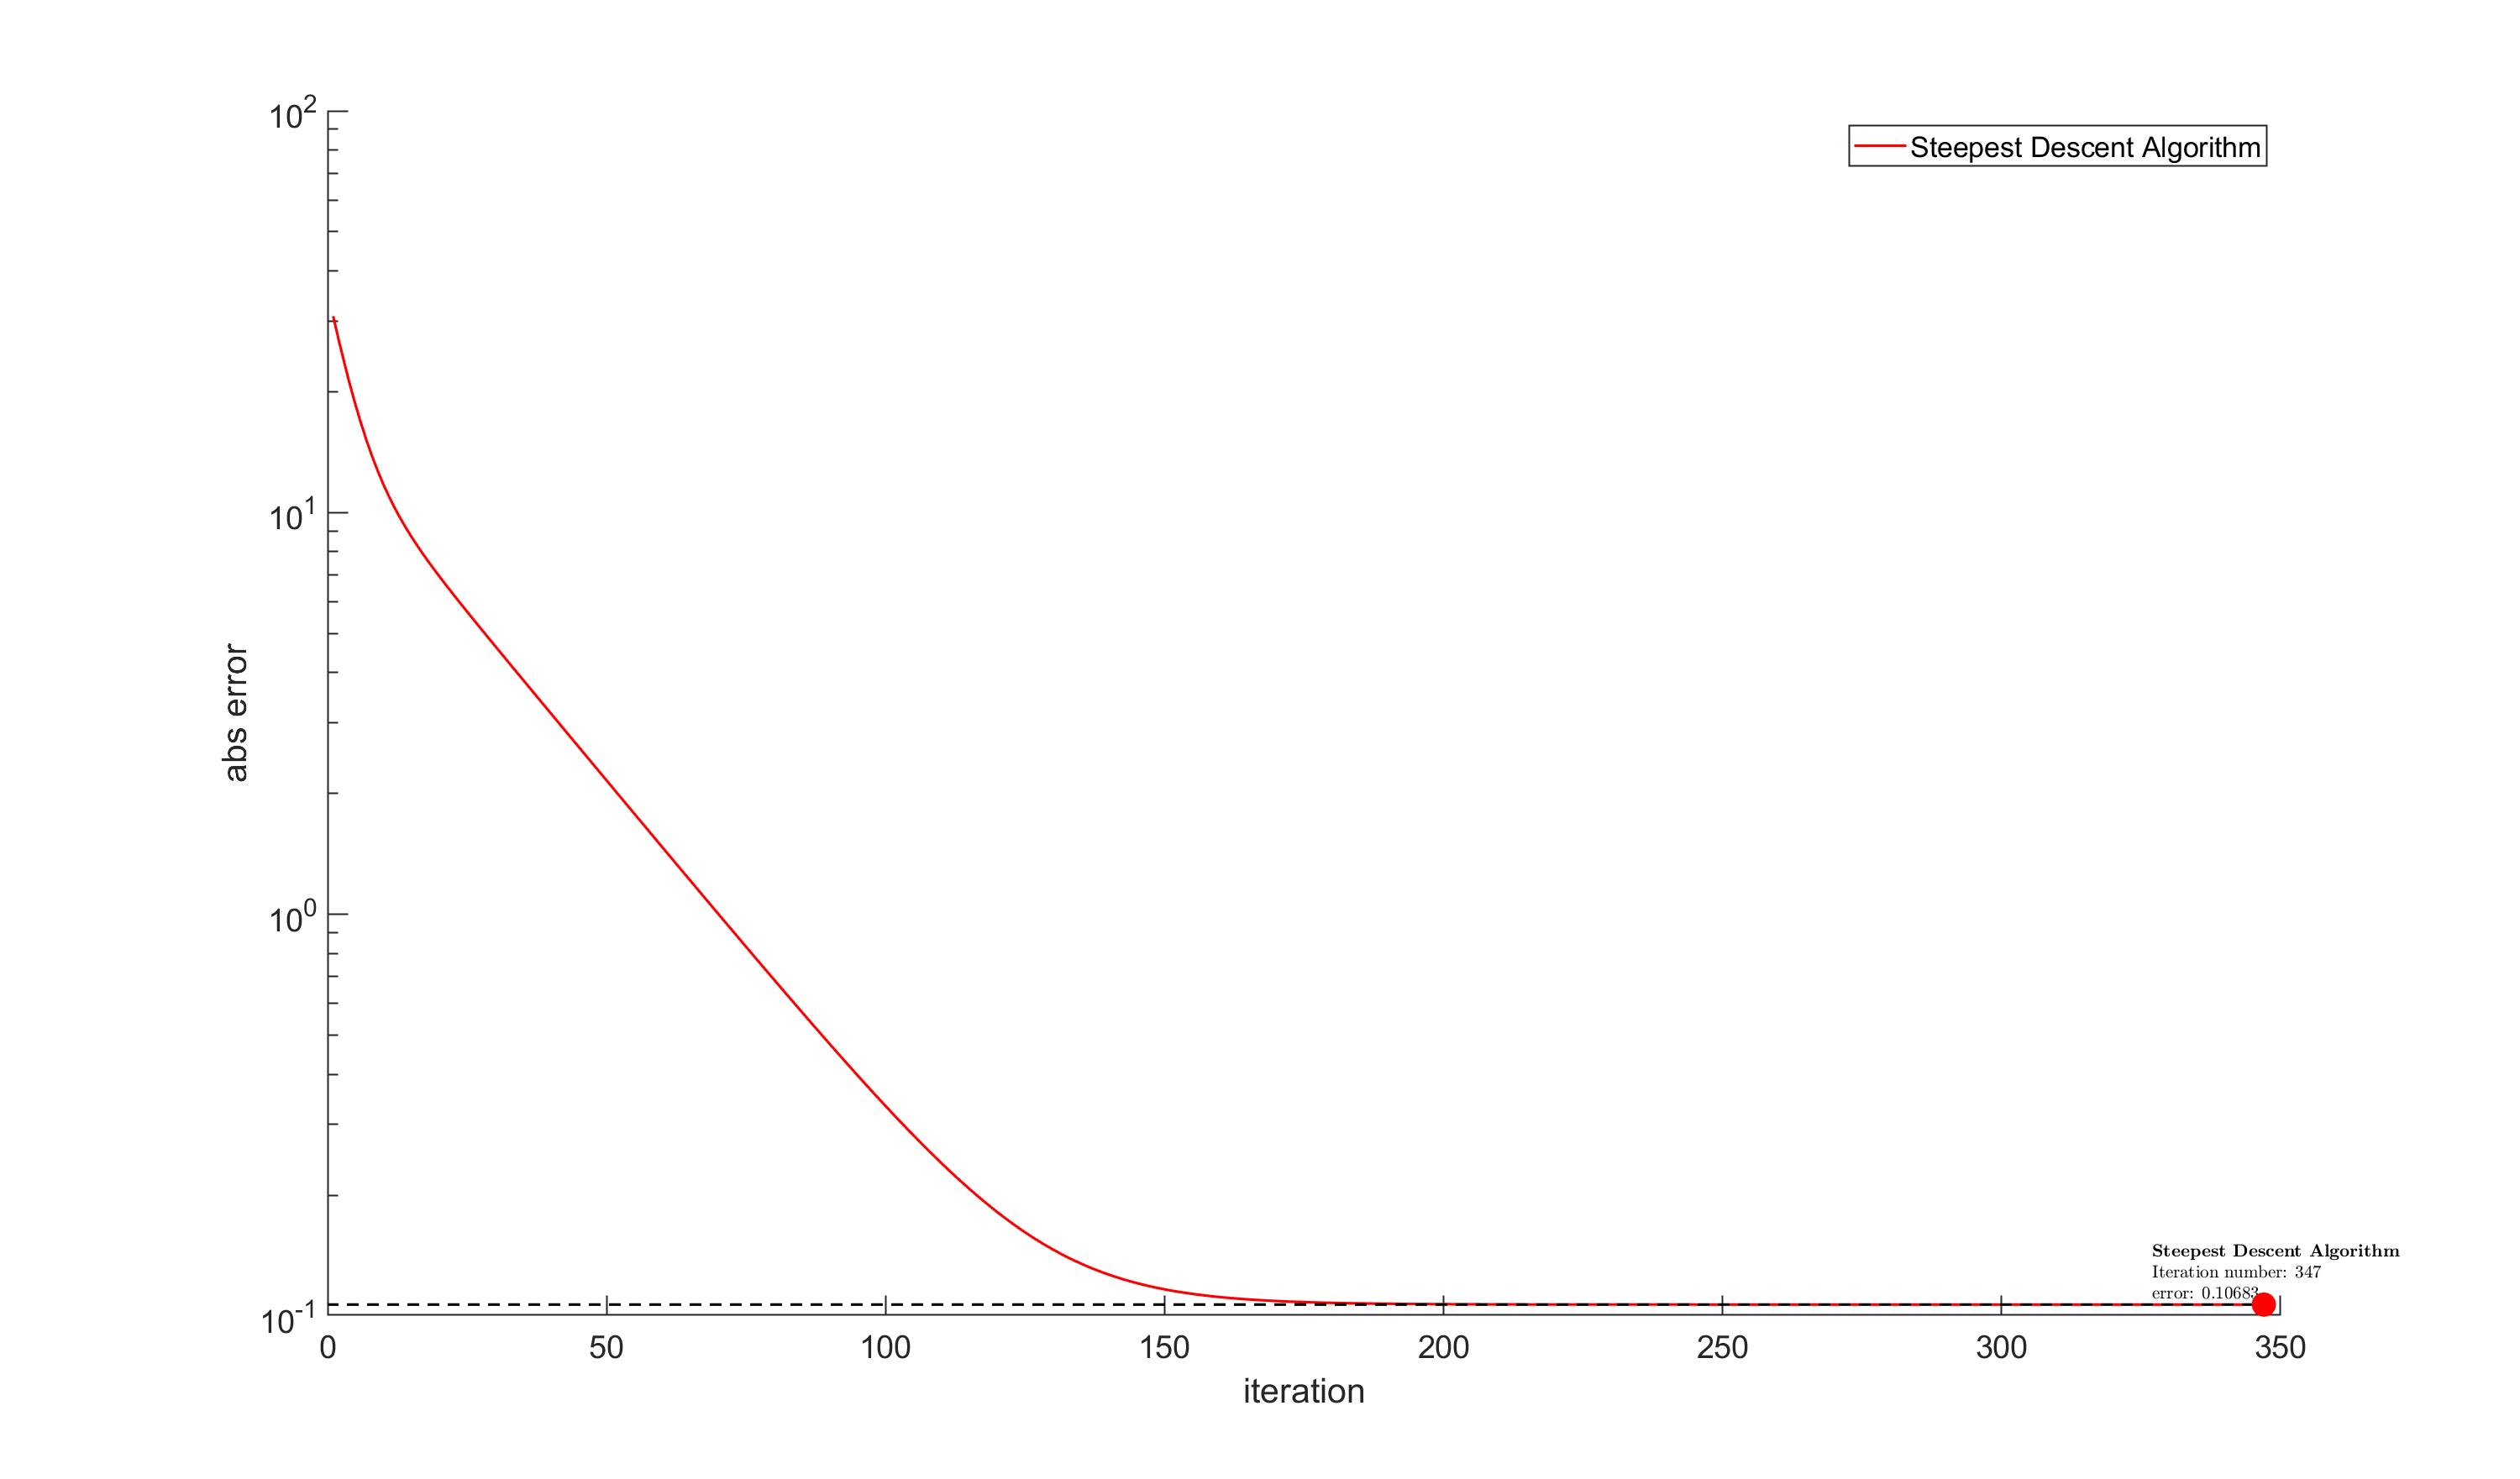 10^2
Steepest Descent Algorithm
10^1
abs error
10^0
Steepest Descent Algorithm
Iteration number: 347
error: 0.10683
10^-1
0 50 100 150 200 250 300 350
iteration